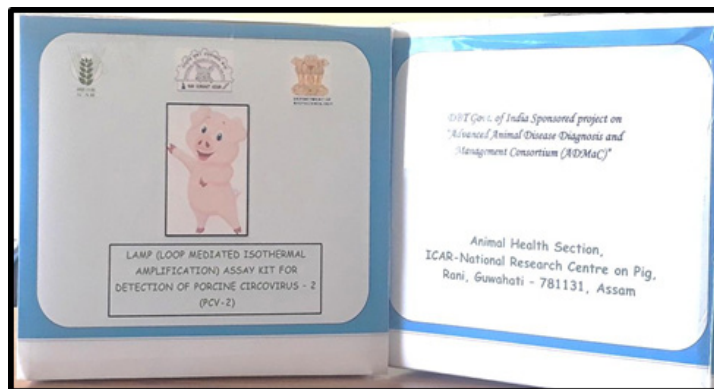 LAMP (LOOP MEDIATED ISOTHERMAL
AMPLIFICATION) ASSAY KIT FOR
DETECTION OF PORCINE CIRCOVIRUS - 2
(PCV-2)
DBT Govt. of India Sponsored project on
"Advanced Animal Disease Diagnosis and
Management Consortium (ADMaC)"
Animal Health Section,
ICAR-National Research Centre on Pig,
Rani, Guwahati - 781131, Assam